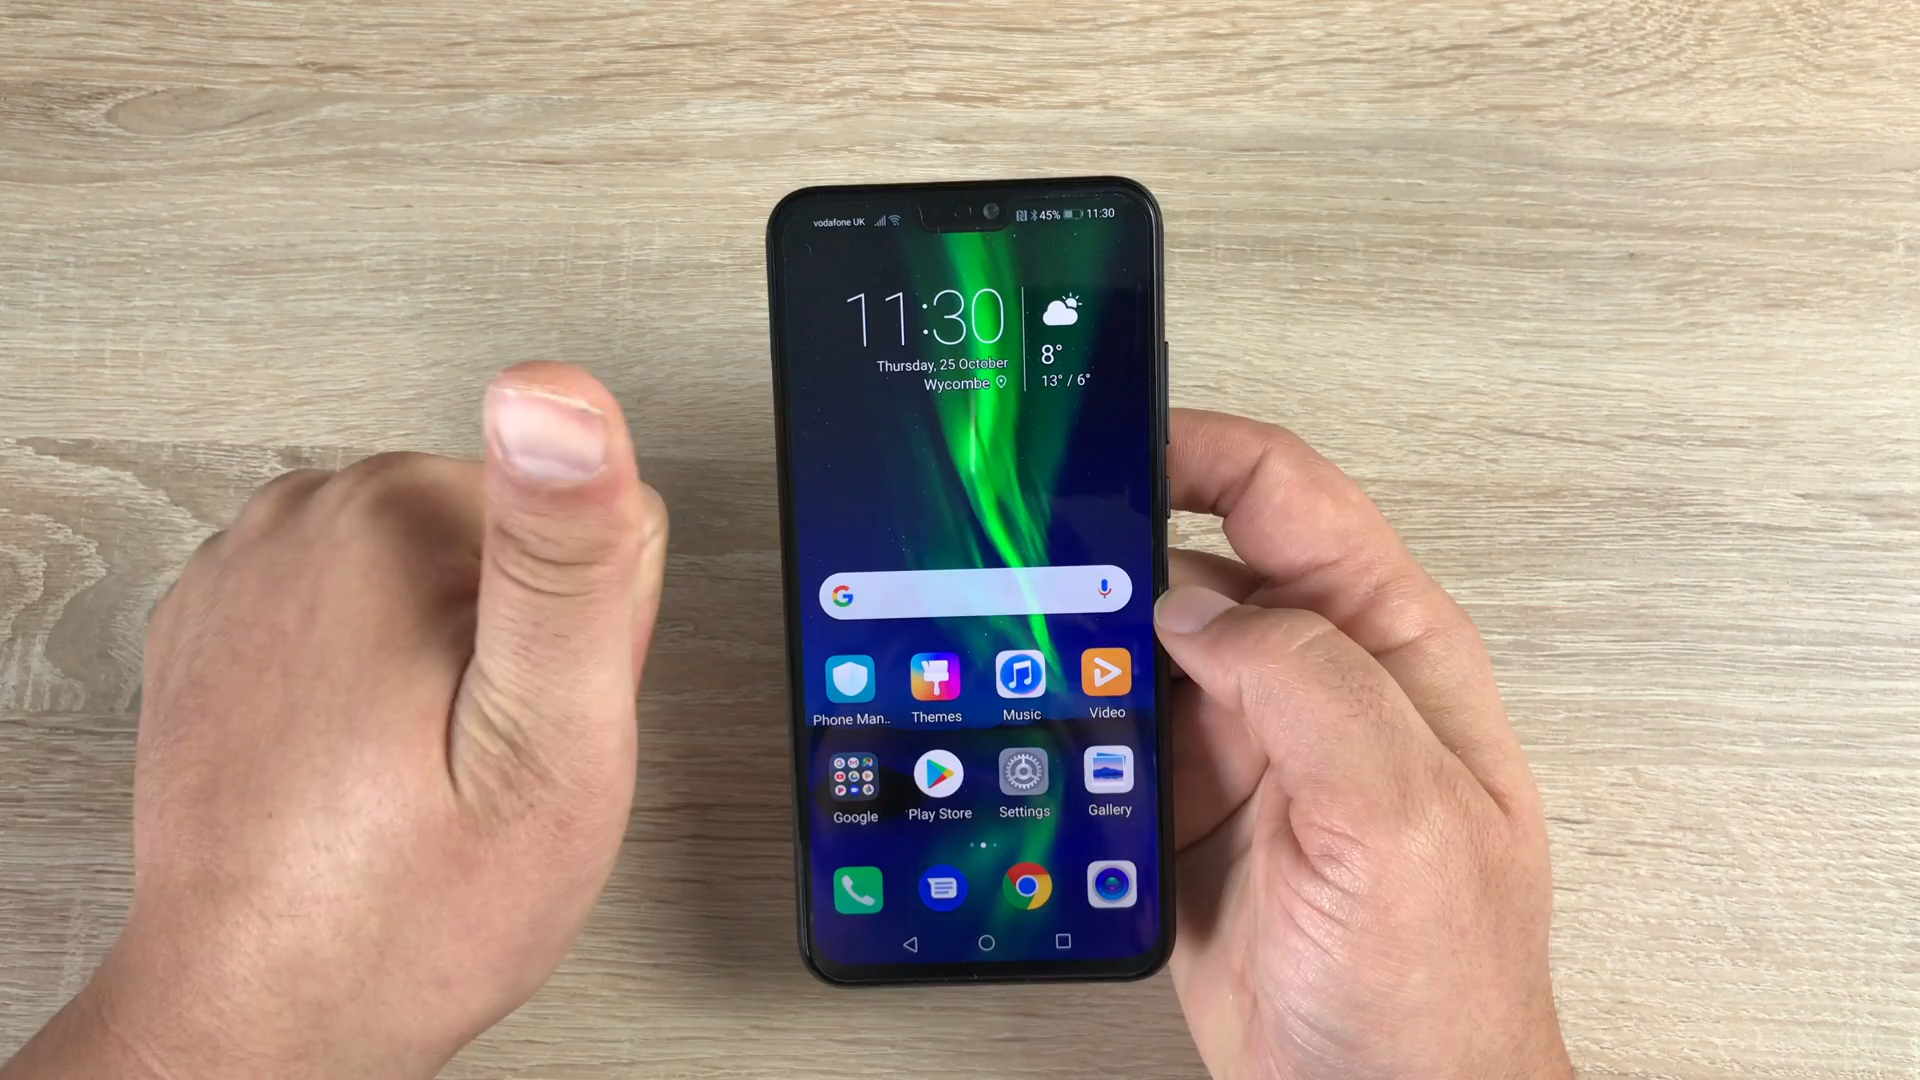 vodafone UK 45% 11:30
11:30
Thursday, 25 October
Wycombe
8°
13° / 6°
Phone Man.. Themes Music Video
Google Play Store Settings Gallery